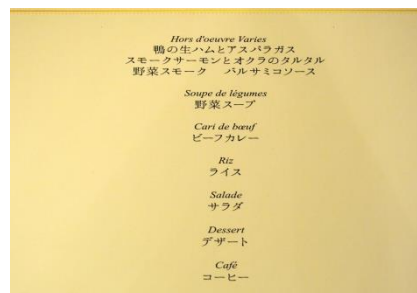 Hors d'oeuvre Varies
鴨の生ハムとアスパラガス
スモークサーモンとオクラのタルタル
野菜スモーク　バルサミコソース
Soupe de légumes
野菜スープ
Cari de bœuf
ビーフカレー
Riz
ライス
Salade
サラダ
Dessert
デザート
Café
コーヒー